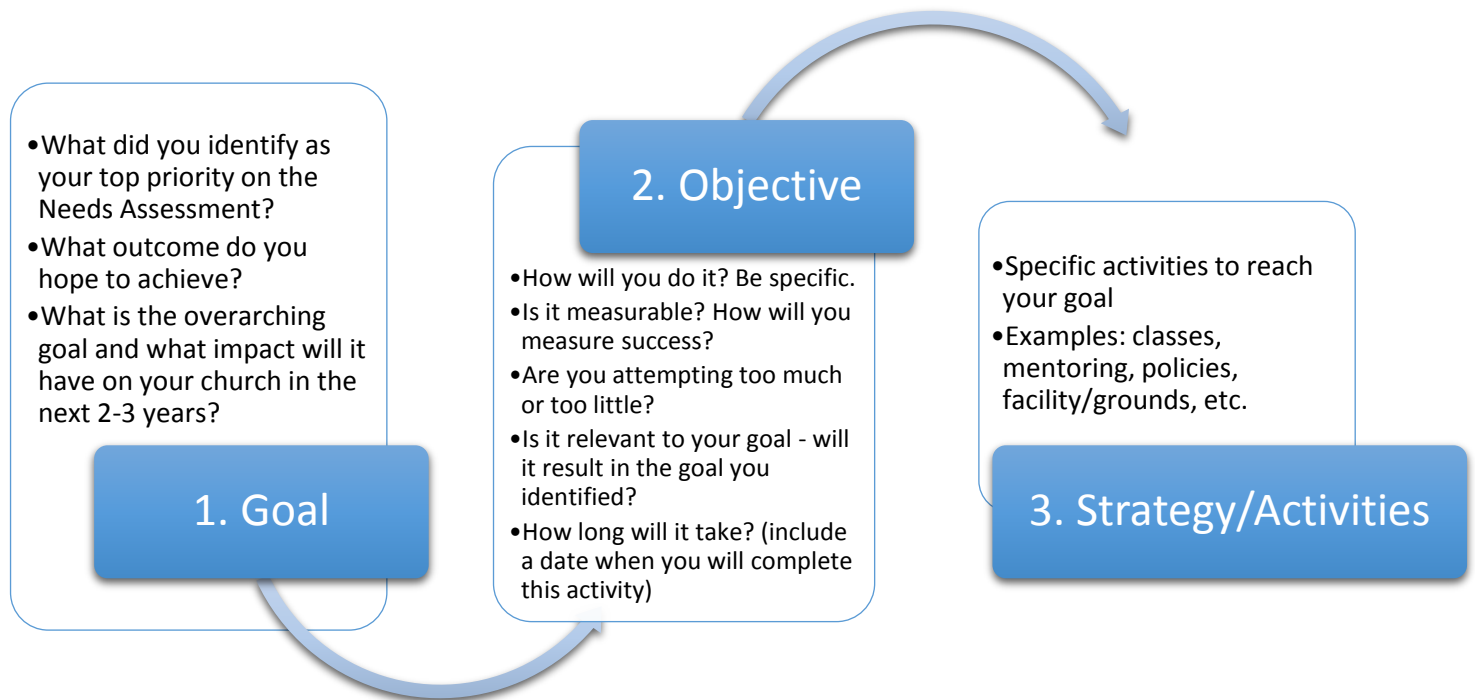 •What did you identify as
your top priority on the
Needs Assessment?
•What outcome do you
hope to achieve?
•What is the overarching
goal and what impact will it
have on your church in the
next 2-3 years?
1. Goal
2. Objective
•How will you do it? Be specific.
•Is it measurable? How will you
measure success?
•Are you attempting too much
or too little?
•Is it relevant to your goal - will
it result in the goal you
identified?
•How long will it take? (include
a date when you will complete
this activity)
•Specific activities to reach
your goal
•Examples: classes,
mentoring, policies,
facility/grounds, etc.
3. Strategy/Activities